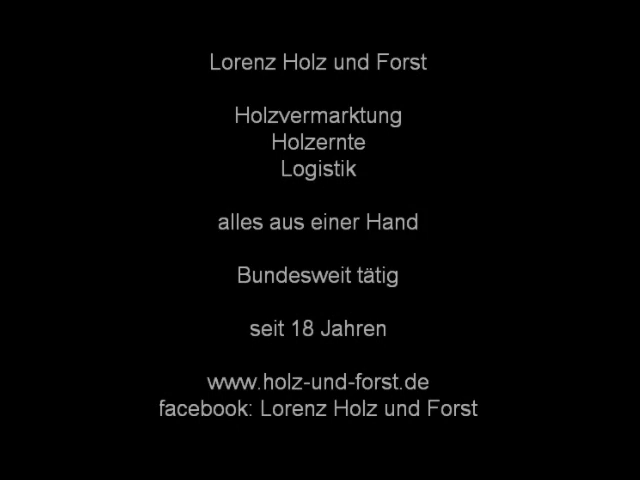 Lorenz Holz und Forst
Holzvermarktung
Holzernte
Logistik
alles aus einer Hand
Bundesweit tätig
seit 18 Jahren
www.holz-und-forst.de
facebook: Lorenz Holz und Forst